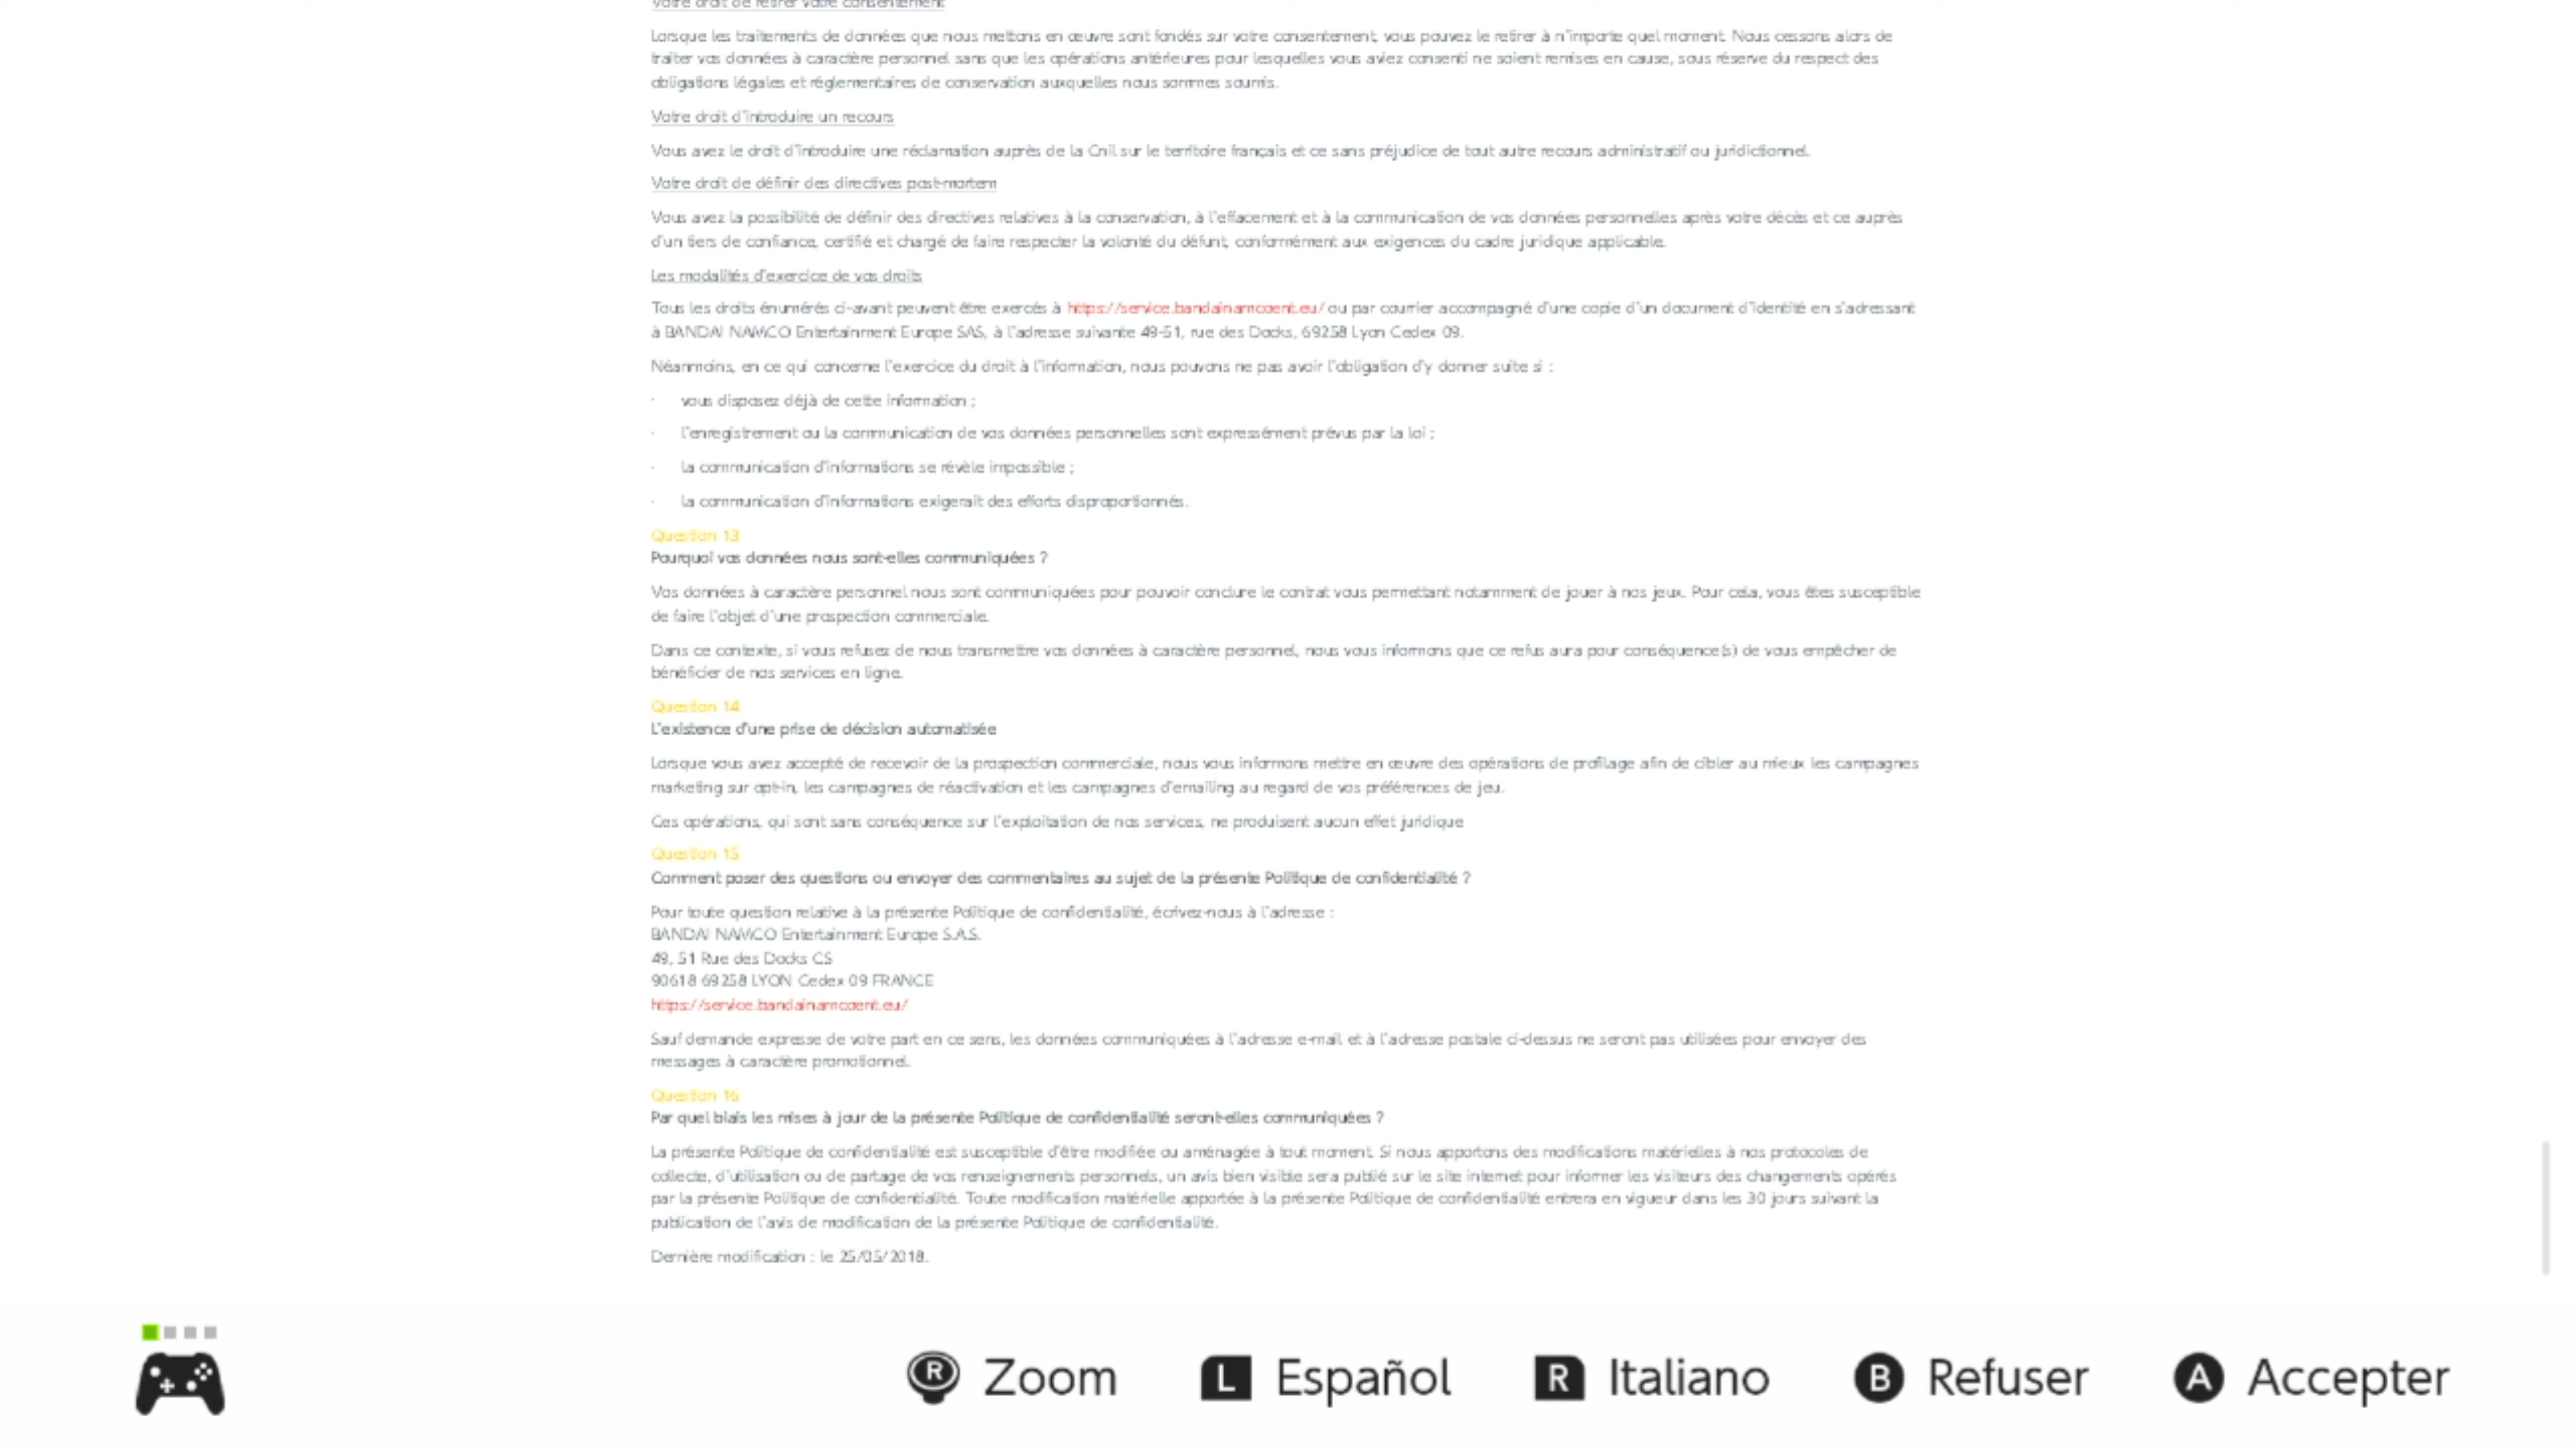 Votre droit de retirer votre consentement
Lorsque les traitements de données que nous mettons en œuvre sont fondés sur votre consentement, vous pouvez le retirer à n'importe quel moment. Nous cessons alors de
traiter vos données à caractère personnel sans que les opérations antérieures pour lesquelles vous aviez consenti ne soient remises en cause, sous réserve du respect des
obligations légales et réglementaires de conservation auxquelles nous sommes soumis.
Votre droit d'introduire un recours
Vous avez le droit d'introduire une réclamation auprès de la Cnil sur le territoire français et ce sans préjudice de tout autre recours administratif ou juridictionnel.
Votre droit de définir des directives post-mortem
Vous avez la possibilité de définir des directives relatives à la conservation, à l'effacement et à la communication de vos données personnelles après votre décès et ce auprès
d'un tiers de confiance, certifié et chargé de faire respecter la volonté du défunt, conformément aux exigences du cadre juridique applicable.
Les modalités d'exercice de vos droits
Tous les droits énumérés ci-avant peuvent être exercés à https://service.bandainamcoent.eu/ ou par courrier accompagné d'une copie d'un document d'identité en s'adressant
à BANDAI NAMCO Entertainment Europe SAS, à l'adresse suivante 49-51, rue des Docks, 69258 Lyon Cedex 09.
Néanmoins, en ce qui concerne l'exercice du droit à l'information, nous pouvons ne pas avoir l'obligation d'y donner suite si :
· vous disposez déjà de cette information ;
· l'enregistrement ou la communication de vos données personnelles sont expressément prévus par la loi ;
· la communication d'informations se révèle impossible ;
· la communication d'informations exigerait des efforts disproportionnés.
Question 13
Pourquoi vos données nous sont-elles communiquées ?
Vos données à caractère personnel nous sont communiquées pour pouvoir conclure le contrat vous permettant notamment de jouer à nos jeux. Pour cela, vous êtes susceptible
de faire l'objet d'une prospection commerciale.
Dans ce contexte, si vous refusez de nous transmettre vos données à caractère personnel, nous vous informons que ce refus aura pour conséquence(s) de vous empêcher de
bénéficier de nos services en ligne.
Question 14
L'existence d'une prise de décision automatisée
Lorsque vous avez accepté de recevoir de la prospection commerciale, nous vous informons mettre en œuvre des opérations de profilage afin de cibler au mieux les campagnes
marketing sur opt-in, les campagnes de réactivation et les campagnes d'emailing au regard de vos préférences de jeu.
Ces opérations, qui sont sans conséquence sur l'exploitation de nos services, ne produisent aucun effet juridique
Question 15
Comment poser des questions ou envoyer des commentaires au sujet de la présente Politique de confidentialité ?
Pour toute question relative à la présente Politique de confidentialité, écrivez-nous à l'adresse :
BANDAI NAMCO Entertainment Europe S.A.S.
49, 51 Rue des Docks CS
90618 69258 LYON Cedex 09 FRANCE
https://service.bandainamcoent.eu/
Sauf demande expresse de votre part en ce sens, les données communiquées à l'adresse e-mail et à l'adresse postale ci-dessus ne seront pas utilisées pour envoyer des
messages à caractère promotionnel.
Question 16
Par quel biais les mises à jour de la présente Politique de confidentialité seront-elles communiquées ?
La présente Politique de confidentialité est susceptible d'être modifiée ou aménagée à tout moment. Si nous apportons des modifications matérielles à nos protocoles de
collecte, d'utilisation ou de partage de vos renseignements personnels, un avis bien visible sera publié sur le site internet pour informer les visiteurs des changements opérés
par la présente Politique de confidentialité. Toute modification matérielle apportée à la présente Politique de confidentialité entrera en vigueur dans les 30 jours suivant la
publication de l'avis de modification de la présente Politique de confidentialité.
Dernière modification : le 25/05/2018.
R Zoom L Español R Italiano B Refuser A Accepter